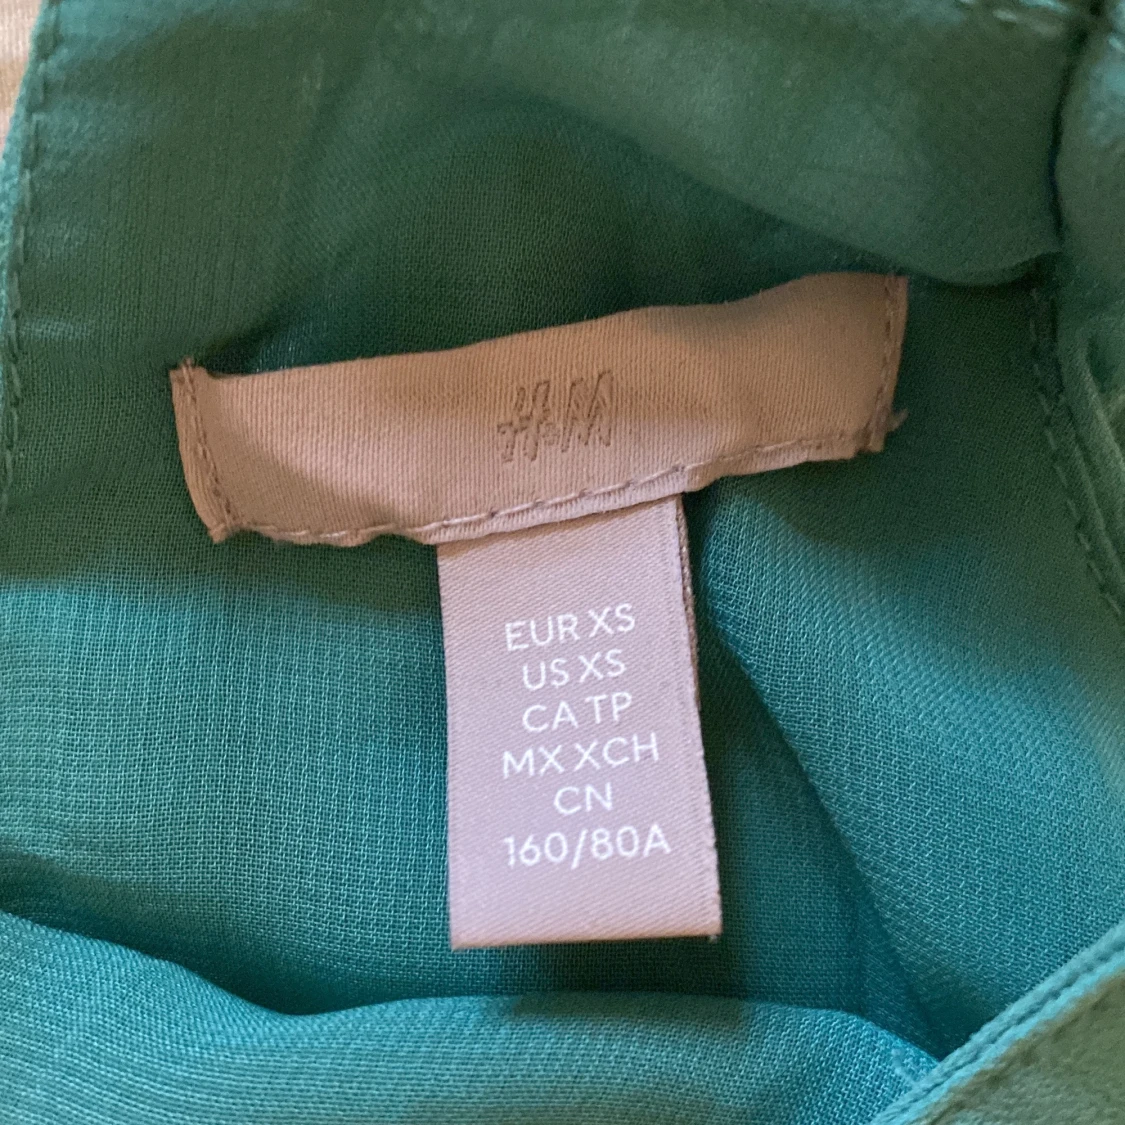 H&M
EUR XS
US XS
CA TP
MX XCH
CN
160/80A